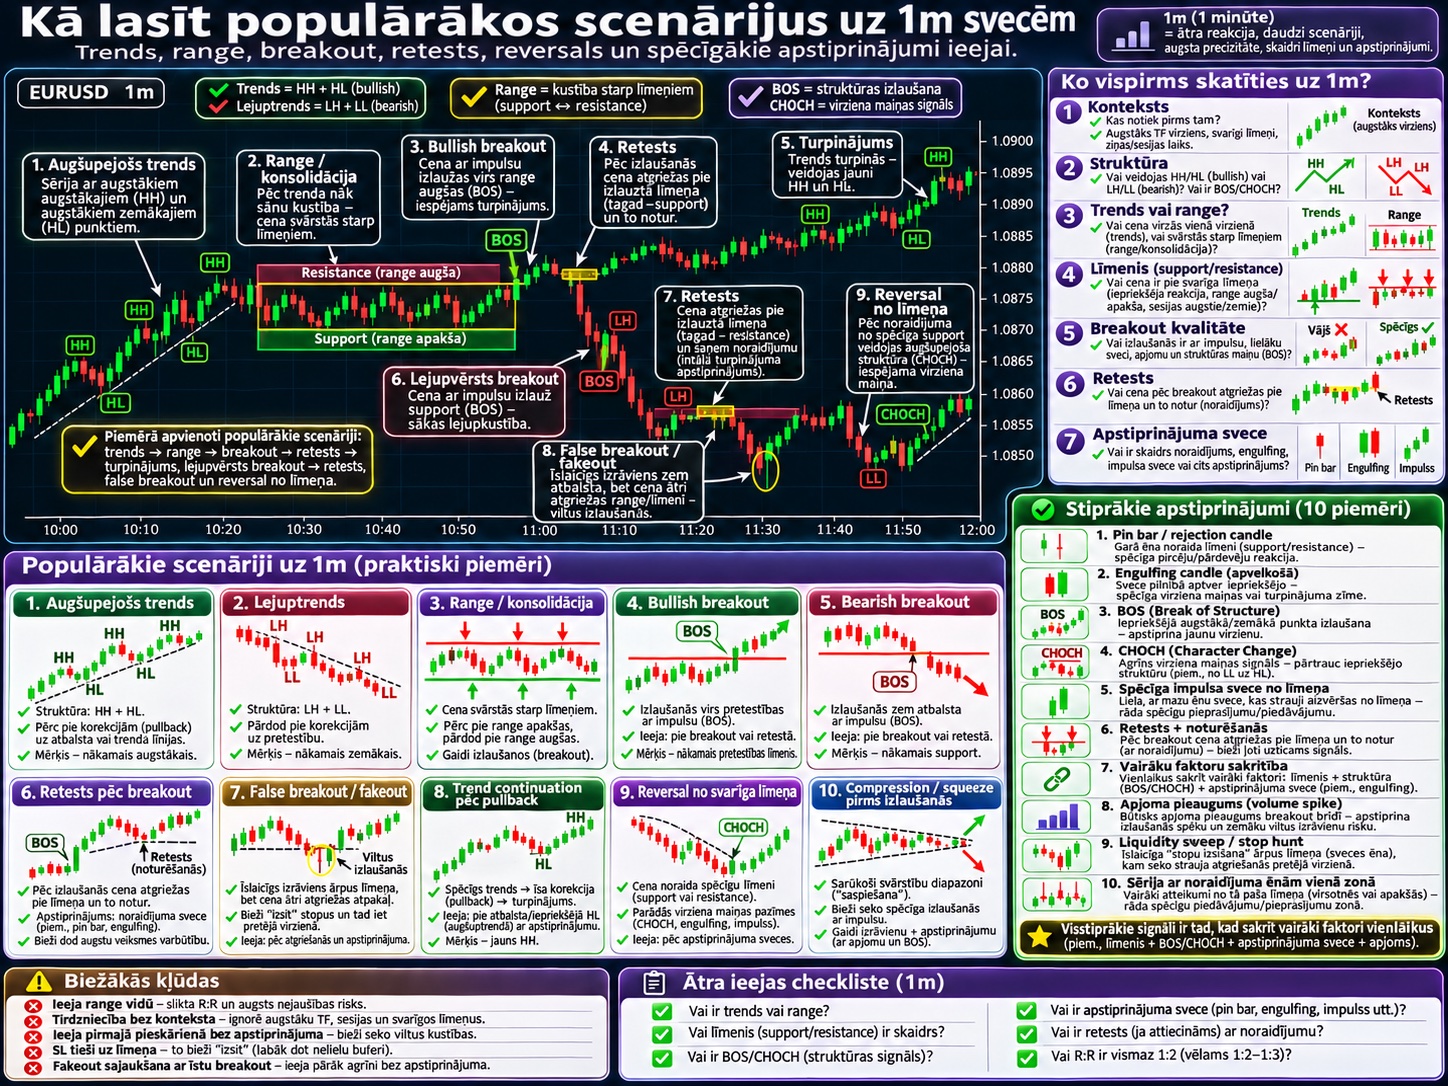 Kā lasīt populārākos scenārijus uz 1m svecēm
Trends, range, breakout, retests, reversals un spēcīgākie apstiprinājumi ieejai.
1m (1 minūte)
= ātra reakcija, daudzi scenāriji,
augsta precizitāte, skaidri līmeņi un apstiprinājumi.
EURUSD 1m
Trends = HH + HL (bullish)
Lejuptrends = LH + LL (bearish)
Range = kustība starp līmeņiem
(support ↔ resistance)
BOS = struktūras izlaušana
CHOCH = virziena maiņas signāls
1. Augšupejošs trends
Sērija ar augstākiem
augstākajiem (HH) un
augstākiem zemākajiem
(HL) punktiem.
2. Range /
konsolidācija
Pēc trenda nāk
sānu kustība –
cena svārstās starp
līmeņiem.
3. Bullish breakout
Cena ar impulsu
izlaužas virs range
augšas (BOS) –
iespējams turpinājums.
4. Retests
Pēc izlaušanās
cena atgriežas pie
izlauztā līmeņa
(tagad – support)
un to notur.
5. Turpinājums
Trends turpinās –
veidojas jauni
HH un HL.
HH
HH
HL
BOS
HH
HH
HL
HH
HL
Resistance (range augša)
Support (range apakša)
LH
BOS
6. Lejupvērsts breakout
Cena ar impulsu izlauž
support (BOS) –
sākas lejupkustība.
7. Retests
Cena atgriežas pie
izlauztā līmeņa
(tagad – resistance)
un saņem noraidījumu
(intālā turpinājuma
apstiprinājums).
9. Reversal
no līmeņa
Pēc noraidījuma
no spēcīga support
veidojas augšupejoša
struktūra (CHOCH) –
iespējama virziena
maiņa.
LH
CHOCH
LL
8. False breakout /
fakeout
Īslaicīgs izrāviens zem
atbalsta, bet cena ātri
atgriežas range/līmenī –
viltus izlaušanās.
Piemērā apvienoti populārākie scenāriji:
trends → range → breakout → retests →
turpinājums, lejupvērsts breakout → retests,
false breakout un reversal no līmeņa.
1.0900
1.0895
1.0890
1.0885
1.0880
1.0875
1.0870
1.0865
1.0860
1.0855
1.0850
10:00 10:10 10:30 10:40 10:50 11:00 11:10 11:20 11:30 11:40 11:50 12:00
Ko vispirms skatīties uz 1m?
1 Konteksts
Kas notiek pirms tam?
Augstāks TF virziens, svarīgi līmeņi,
ziņas/sesijas laiks.
Konteksts
(augstāks virziens)
2 Struktūra
Vai veidojas HH/HL (bullish) vai
LH/LL (bearish)? Vai ir BOS/CHOCH?
HH
HL
LH
LH
LL
3 Trends vai range?
Vai cena virzās vienā virzienā
(trends), vai svārstās starp līmeņiem
(range/konsolidācija)?
Trends
Range
4 Līmenis (support/resistance)
Vai cena ir pie svarīga līmeņa
(iepriekšēja reakcija, range augša/
apakša, sesijas augstie/zemie)?
5 Breakout kvalitāte
Vai izlaušanās ir ar impulsu, lielāku
sveci, apjomu un struktūras maiņu (BOS)?
Vājš
Spēcīgs
6 Retests
Vai cena pēc breakout atgriežas pie
līmeņa un to notur (noraidījums)?
Retests
7 Apstiprinājuma svece
Vai ir skaidrs noraidījums, engulfing,
impulsa svece vai cits apstiprinājums?
Pin bar
Engulfing
Impulss
Stiprākie apstiprinājumi (10 piemēri)
1. Pin bar / rejection candle
Garā ēna noraida līmeni (support/resistance) –
spēcīga pircēju/pārdevēju reakcija.
2. Engulfing candle (apvelkošā)
Svece pilnībā aptver iepriekšējo –
spēcīga virziena maiņas vai turpinājuma zīme.
BOS
3. BOS (Break of Structure)
Iepriekšējā augstākā/zemākā punkta izlaušana
– apstiprina jaunu virzienu.
CHOCH
4. CHOCH (Character Change)
Agrīns virziena maiņas signāls – pārtrauc iepriekšējo
struktūru (piem., no LL uz HL).
5. Spēcīga impulsa svece no līmeņa
Liela, ar mazu ēnu svece, kas strauji aizvēršas no līmeņa –
rāda spēcīgu pieprasījumu/piedāvājumu.
6. Retests + noturēšanās
Pēc breakout cena atgriežas pie līmeņa un to notur
(ar noraidījumu) – bieži ļoti uzticams signāls.
7. Vairāku faktoru sakritība
Vienlaikus sakrīt vairāki faktori: līmenis + struktūra
(BOS/CHOCH) + apstiprinājuma svece (piem., engulfing).
8. Apjoma pieaugums (volume spike)
Būtisks apjoma pieaugums breakout brīdī – apstiprina
izlaušanās spēku un zemāku viltus izrāvienu risku.
9. Liquidity sweep / stop hunt
Īslaicīga "stopu izsišana" ārpus līmeņa (sveces ēna),
kam seko strauja atgriešanās pretējā virzienā.
10. Sērija ar noraidījuma ēnām vienā zonā
Vairāki atteikumi no tā paša līmeņa (virsotnēs vai apakšās) –
rāda spēcīgu piedāvājumu/pieprasījumu zonā.
Visstiprākie signāli ir tad, kad sakrīt vairāki faktori vienlaikus
(piem., līmenis + BOS/CHOCH + apstiprinājuma svece + apjoms).
Populārākie scenāriji uz 1m (praktiski piemēri)
1. Augšupejošs trends
HH
HH
HH
HL
HL
Struktūra: HH + HL.
Pērc pie korekcijām (pullback)
uz atbalsta vai trenda līnijas.
Mērķis – nākamais augstākais.
2. Lejuptrends
LH
LH
LH
LL
LL
Struktūra: LH + LL.
Pārdod pie korekcijām
uz pretestību.
Mērķis – nākamais zemākais.
3. Range / konsolidācija
Cena svārstās starp līmeņiem.
Pērc pie range apakšas,
pārdod pie range augšas.
Gaidi izlaušanos (breakout).
4. Bullish breakout
BOS
Izlaušanās virs pretestības
ar impulsu (BOS).
Ieeja: pie breakout vai retestā.
Mērķis – nākamais pretestības līmenis.
5. Bearish breakout
BOS
Izlaušanās zem atbalsta
ar impulsu (BOS).
Ieeja: pie breakout vai retestā.
Mērķis – nākamais support.
6. Retests pēc breakout
BOS
Retests
(noturēšanās)
Pēc izlaušanās cena atgriežas
pie līmeņa un to notur.
Apstiprinājums: noraidījuma svece
(piem., pin bar, engulfing).
Bieži dod augstu veiksmes varbūtību.
7. False breakout / fakeout
Viltus
izlaušanās
Īslaicīgs izrāviens ārpus līmeņa,
bet cena ātri atgriežas atpakaļ.
Bieži "izsit" stopus un tad iet
pretējā virzienā.
Ieeja: pēc atgriešanās un apstiprinājuma.
8. Trend continuation
pēc pullback
HH
HL
Spēcīgs trends → īsa korekcija
(pullback) → turpinājums.
Ieeja: pie atbalsta/iepriekšējā HL
(augšuptrendā) ar apstiprinājumu.
Mērķis – jauns HH.
9. Reversal no svarīga līmeņa
CHOCH
Cena noraida spēcīgu līmeni
(support vai resistance).
Parādās virziena maiņas pazīmes
(CHOCH, engulfing, impulss).
Ieeja: pēc apstiprinājuma sveces.
10. Compression / squeeze
pirms izlaušanās
Sarūkoši svārstību diapazoni
("saspiešana").
Bieži seko spēcīga izlaušanās
ar impulsu.
Gaidi izrāvienu + apstiprinājumu
(ar apjomu un BOS).
Biežākās kļūdas
Ieeja range vidū – slikta R:R un augsts nejaušības risks.
Tirdzniecība bez konteksta – ignorē augstāku TF, sesijas un svarīgos līmeņus.
Ieeja pirmajā pieskārienā bez apstiprinājuma – bieži seko viltus kustības.
SL tieši uz līmeņa – to bieži "izsit" (labāk dot nelielu buferi).
Fakeout sajaukšana ar īstu breakout – ieeja pārāk agrīni bez apstiprinājuma.
Ātra ieejas checkliste (1m)
Vai ir trends vai range?
Vai līmenis (support/resistance) ir skaidrs?
Vai ir BOS/CHOCH (struktūras signāls)?
Vai ir apstiprinājuma svece (pin bar, engulfing, impulss utt.)?
Vai ir retests (ja attiecināms) ar noraidījumu?
Vai R:R ir vismaz 1:2 (vēlams 1:2–1:3)?